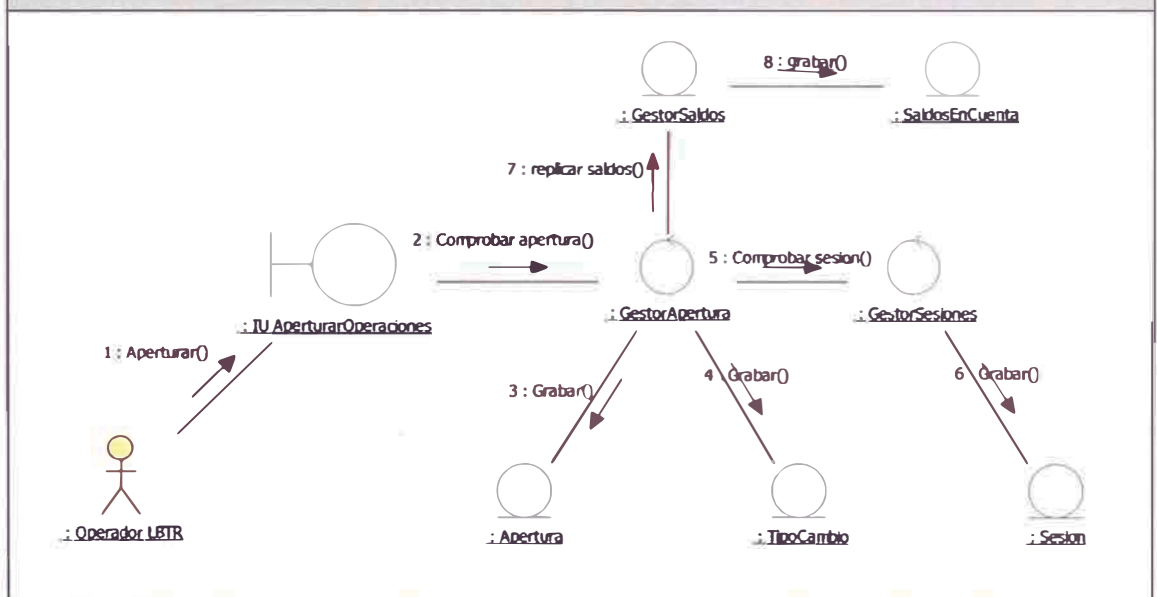 8 : grabar()
: GestorSaldos
: SaldosEnCuenta
7 : replicar saldos()
2 : Comprobar apertura()
5 : Comprobar sesion()
: IU AperturarOperaciones
: GestorApertura
: GestorSesiones
1 : Aperturar()
3 : Grabar()
4 : Grabar()
6 : Grabar()
: Operador LBTR
: Apertura
: TipoCambio
: Sesion